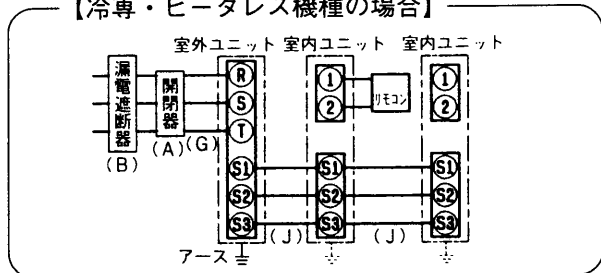 【冷専・ヒータレス機種の場合】
室外ユニット 室内ユニット 室内ユニット
漏電遮断器
(B)
開閉器
(A)
(G)
R
S
T
S1
S2
S3
アース
1
2
リモコン
S1
S2
S3
(J)
(J)
1
2
S1
S2
S3